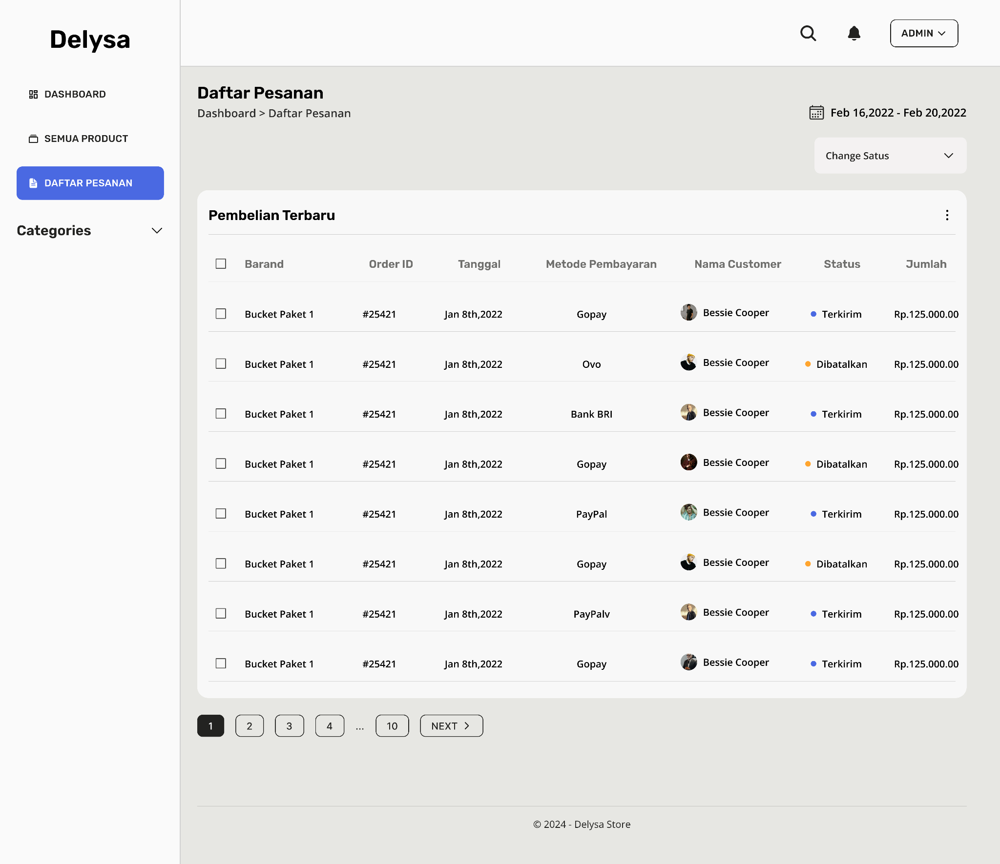 Delysa
ADMIN
DASHBOARD
SEMUA PRODUCT
DAFTAR PESANAN
Categories
Daftar Pesanan
Dashboard > Daftar Pesanan
Feb 16,2022 - Feb 20,2022
Change Satus
Pembelian Terbaru
Barand Order ID Tanggal Metode Pembayaran Nama Customer Status Jumlah
Bucket Paket 1 #25421 Jan 8th,2022 Gopay Bessie Cooper Terkirim Rp.125.000.00
Bucket Paket 1 #25421 Jan 8th,2022 Ovo Bessie Cooper Dibatalkan Rp.125.000.00
Bucket Paket 1 #25421 Jan 8th,2022 Bank BRI Bessie Cooper Terkirim Rp.125.000.00
Bucket Paket 1 #25421 Jan 8th,2022 Gopay Bessie Cooper Dibatalkan Rp.125.000.00
Bucket Paket 1 #25421 Jan 8th,2022 PayPal Bessie Cooper Terkirim Rp.125.000.00
Bucket Paket 1 #25421 Jan 8th,2022 Gopay Bessie Cooper Dibatalkan Rp.125.000.00
Bucket Paket 1 #25421 Jan 8th,2022 PayPalv Bessie Cooper Terkirim Rp.125.000.00
Bucket Paket 1 #25421 Jan 8th,2022 Gopay Bessie Cooper Terkirim Rp.125.000.00
1 2 3 4 ... 10 NEXT >
© 2024 - Delysa Store